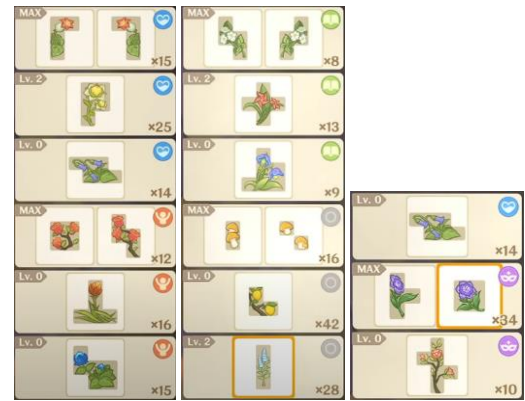 MAX
×15
Lv. 2
×25
Lv. 0
×14
MAX
×12
Lv. 0
×16
Lv. 0
×15
MAX
×8
Lv. 2
×13
Lv. 0
×9
MAX
×16
Lv. 0
×42
Lv. 2
×28
Lv. 0
×14
MAX
×34
Lv. 0
×10